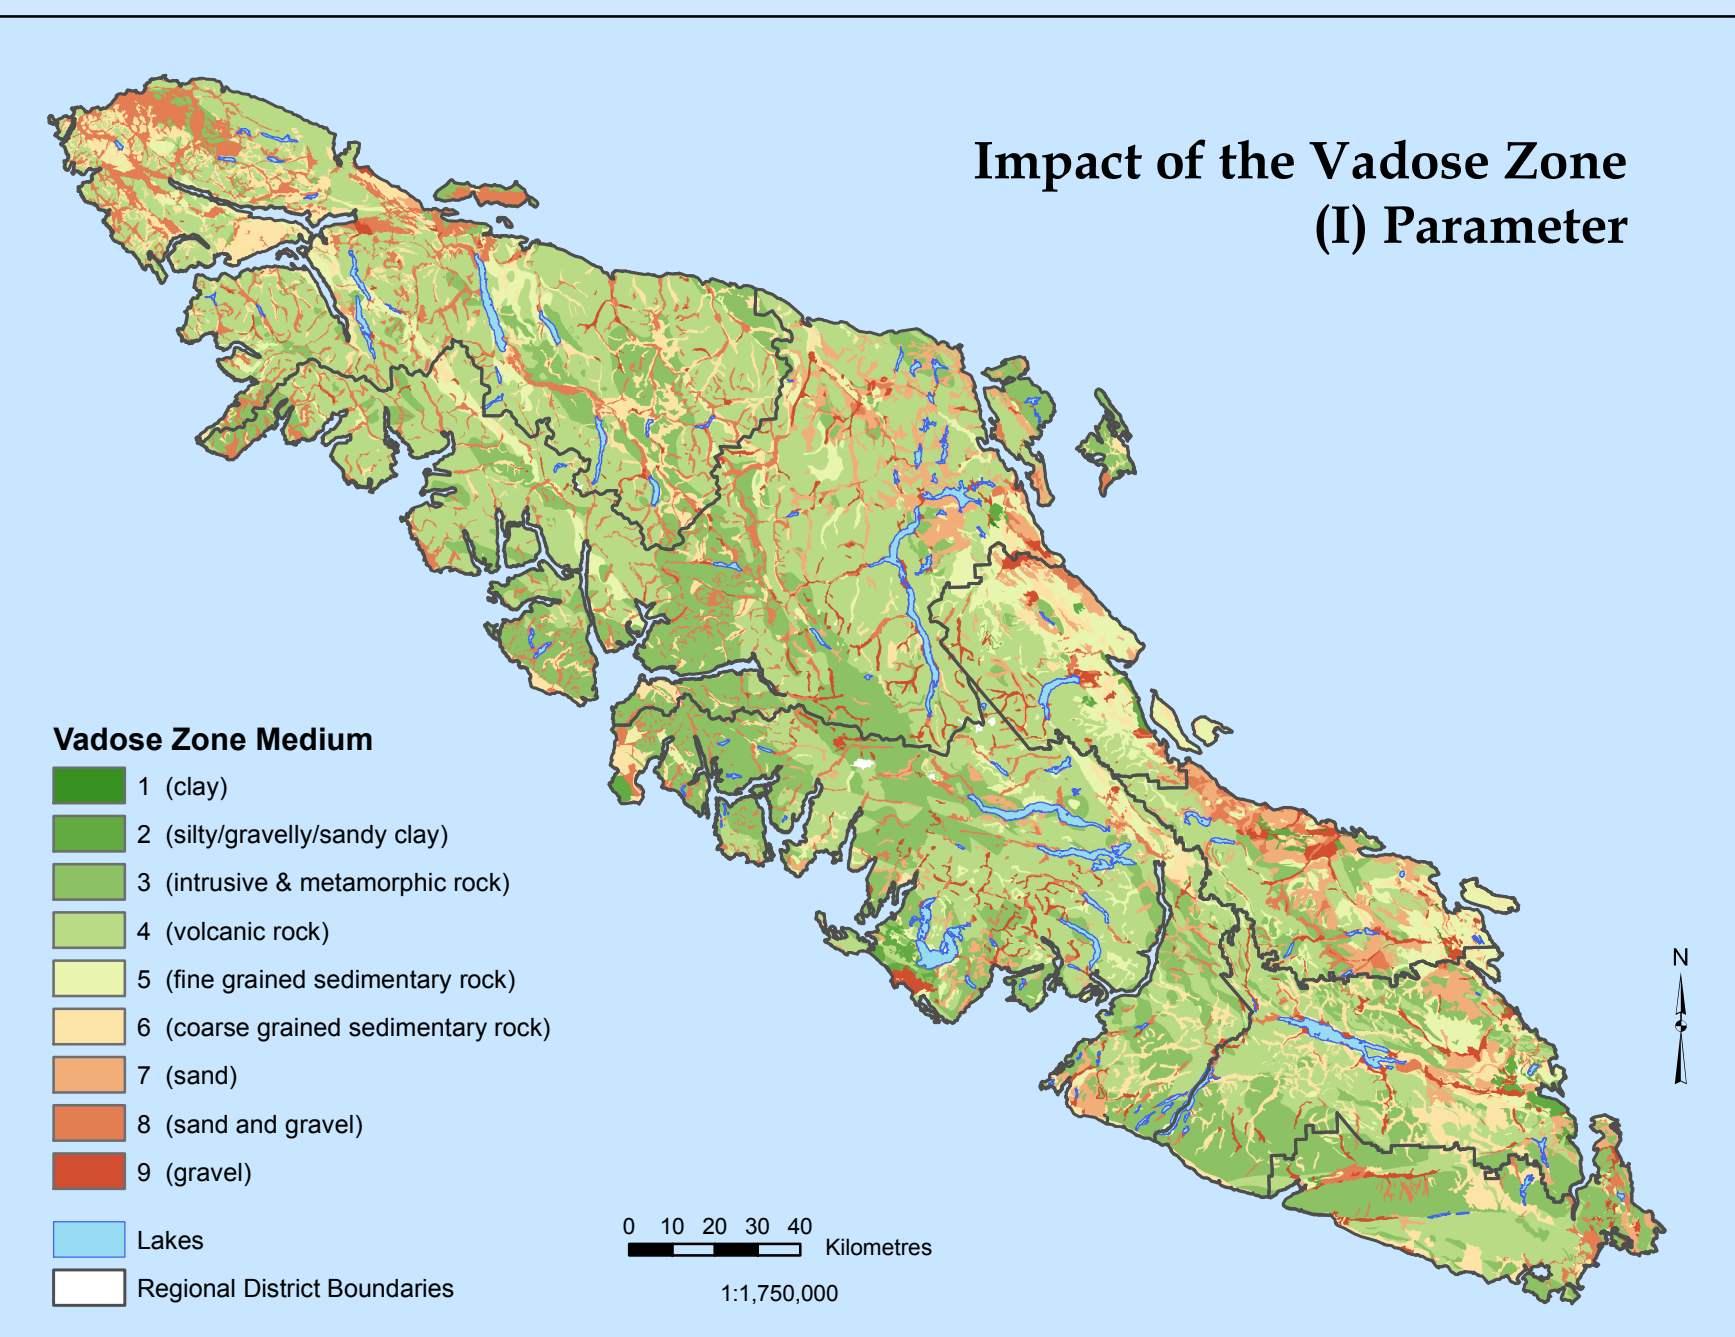 Impact of the Vadose Zone
(I) Parameter
Vadose Zone Medium
1 (clay)
2 (silty/gravelly/sandy clay)
3 (intrusive & metamorphic rock)
4 (volcanic rock)
5 (fine grained sedimentary rock)
6 (coarse grained sedimentary rock)
7 (sand)
8 (sand and gravel)
9 (gravel)
Lakes
Regional District Boundaries
0 10 20 30 40
Kilometres
1:1,750,000
N